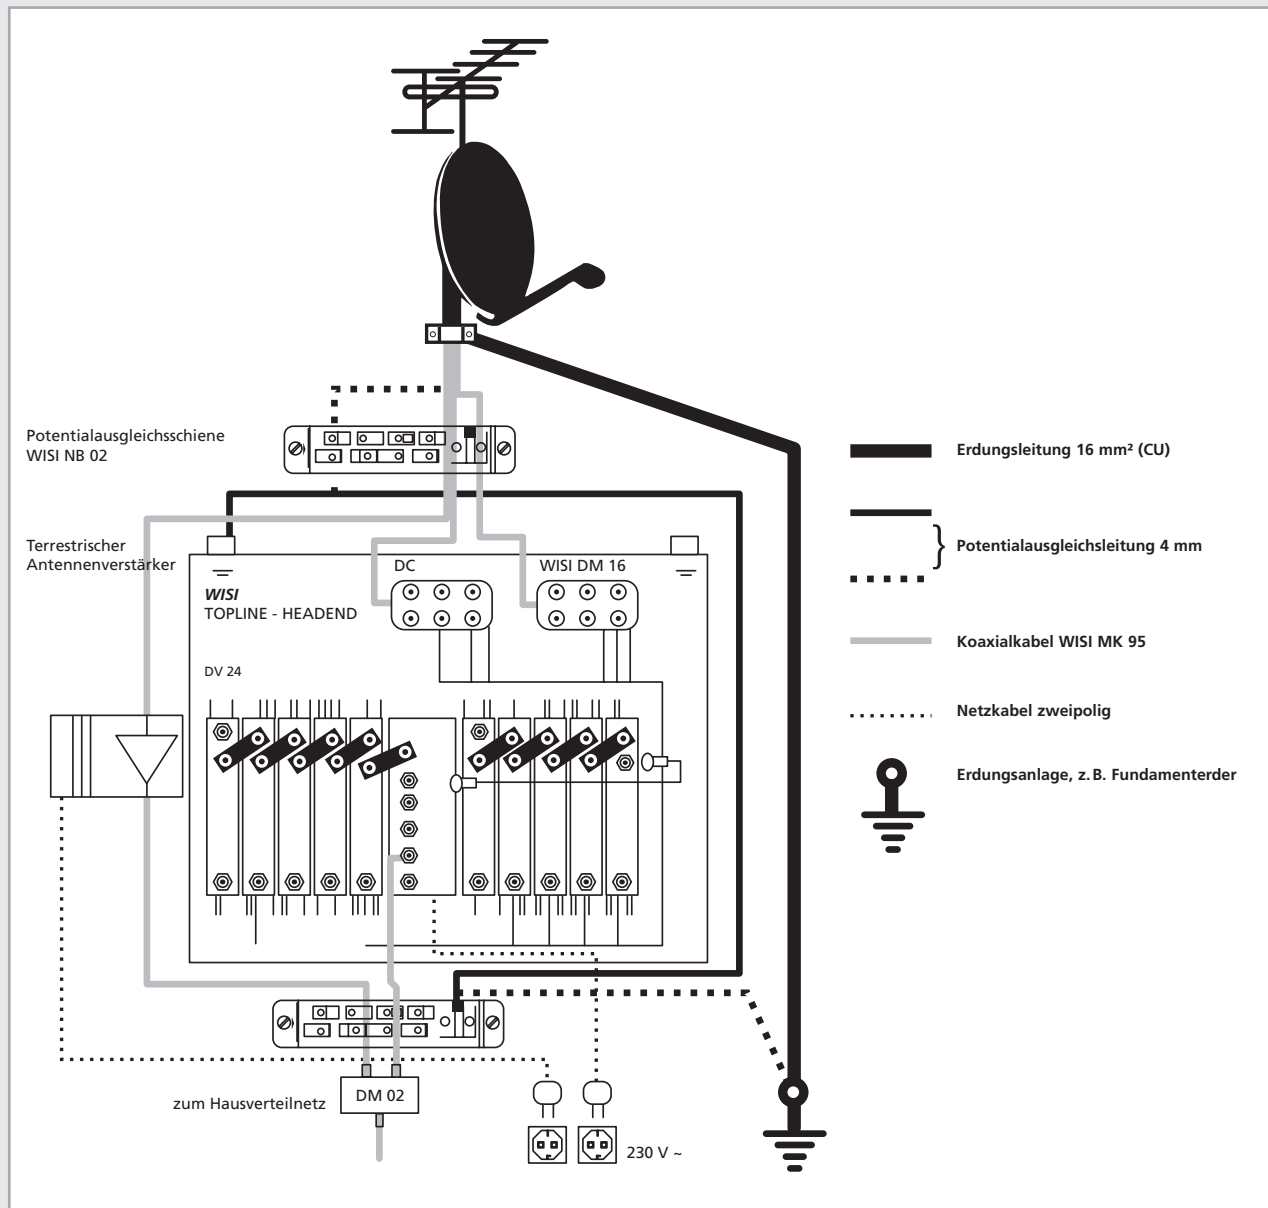 Potentialausgleichsschiene
WISI NB 02
Terrestrischer
Antennenverstärker
DC
WISI DM 16
WISI
TOPLINE - HEADEND
DV 24
DM 02
zum Hausverteilnetz
230 V ~
Erdungsleitung 16 mm² (CU)
Potentialausgleichsleitung 4 mm
Koaxialkabel WISI MK 95
Netzkabel zweipolig
Erdungsanlage, z.B. Fundamenterder